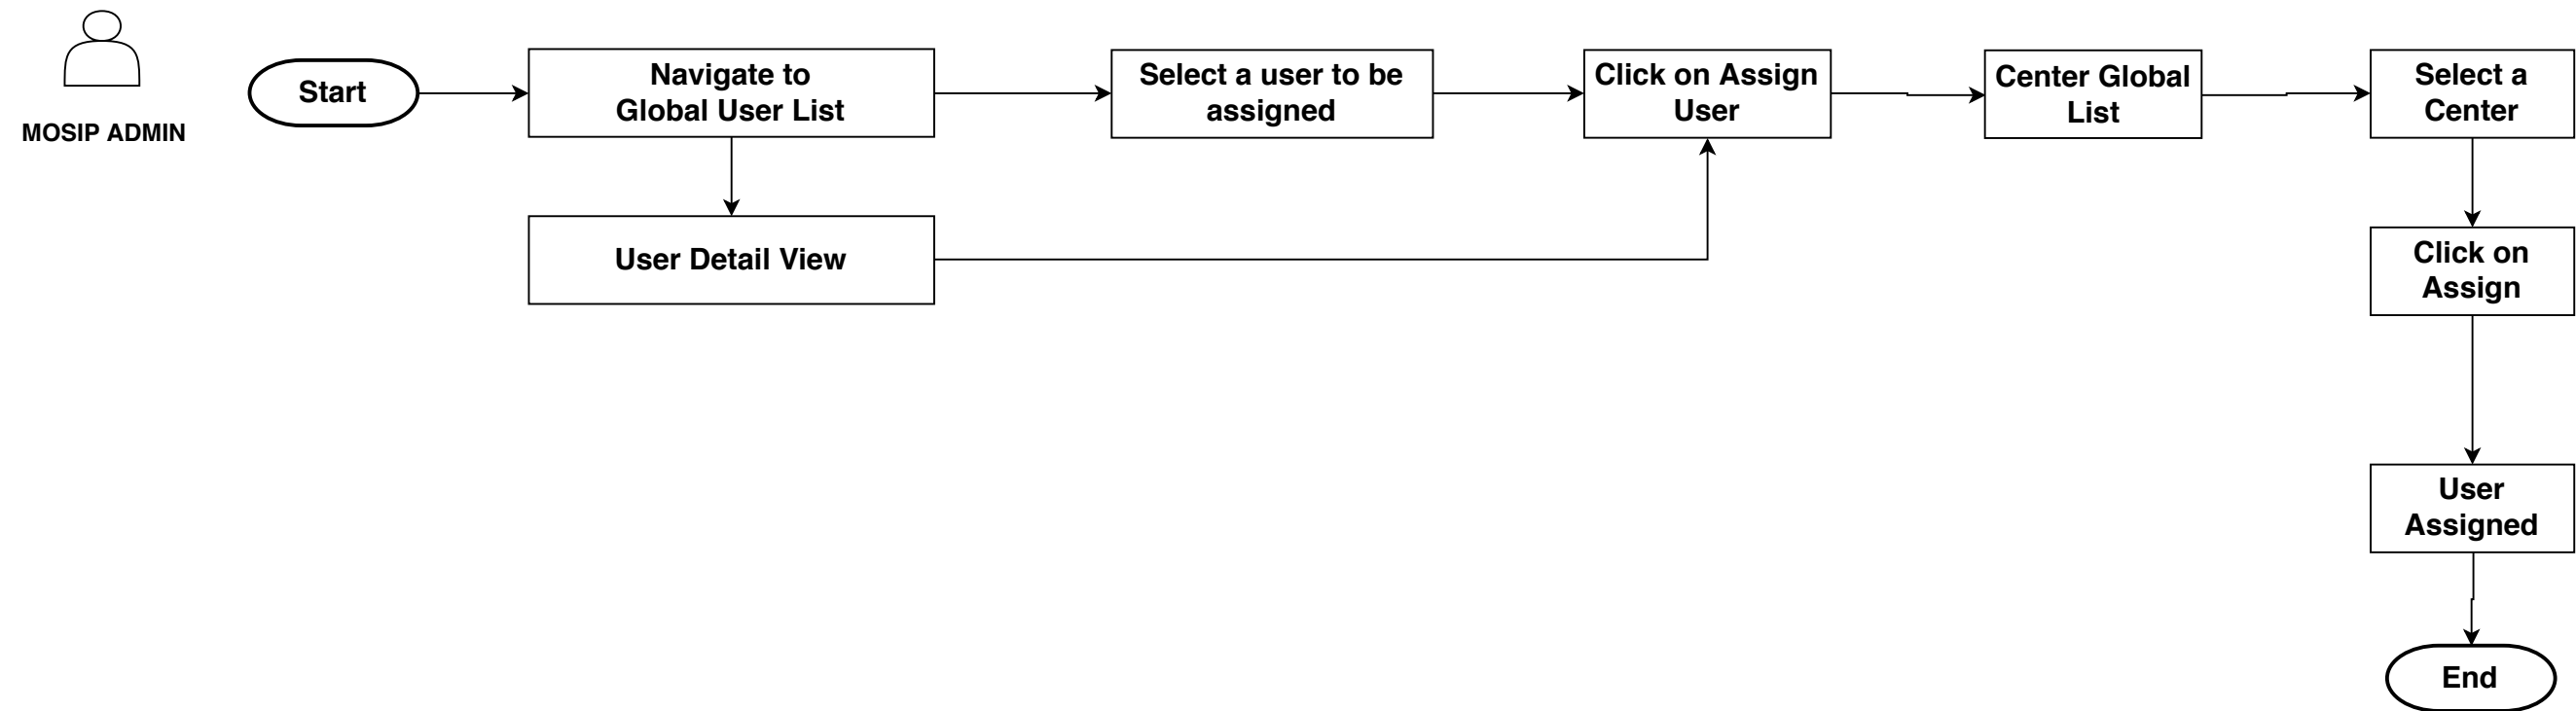 MOSIP ADMIN
Start
Navigate to
Global User List
Select a user to be
assigned
Click on Assign
User
Center Global
List
Select a
Center
User Detail View
Click on
Assign
User
Assigned
End